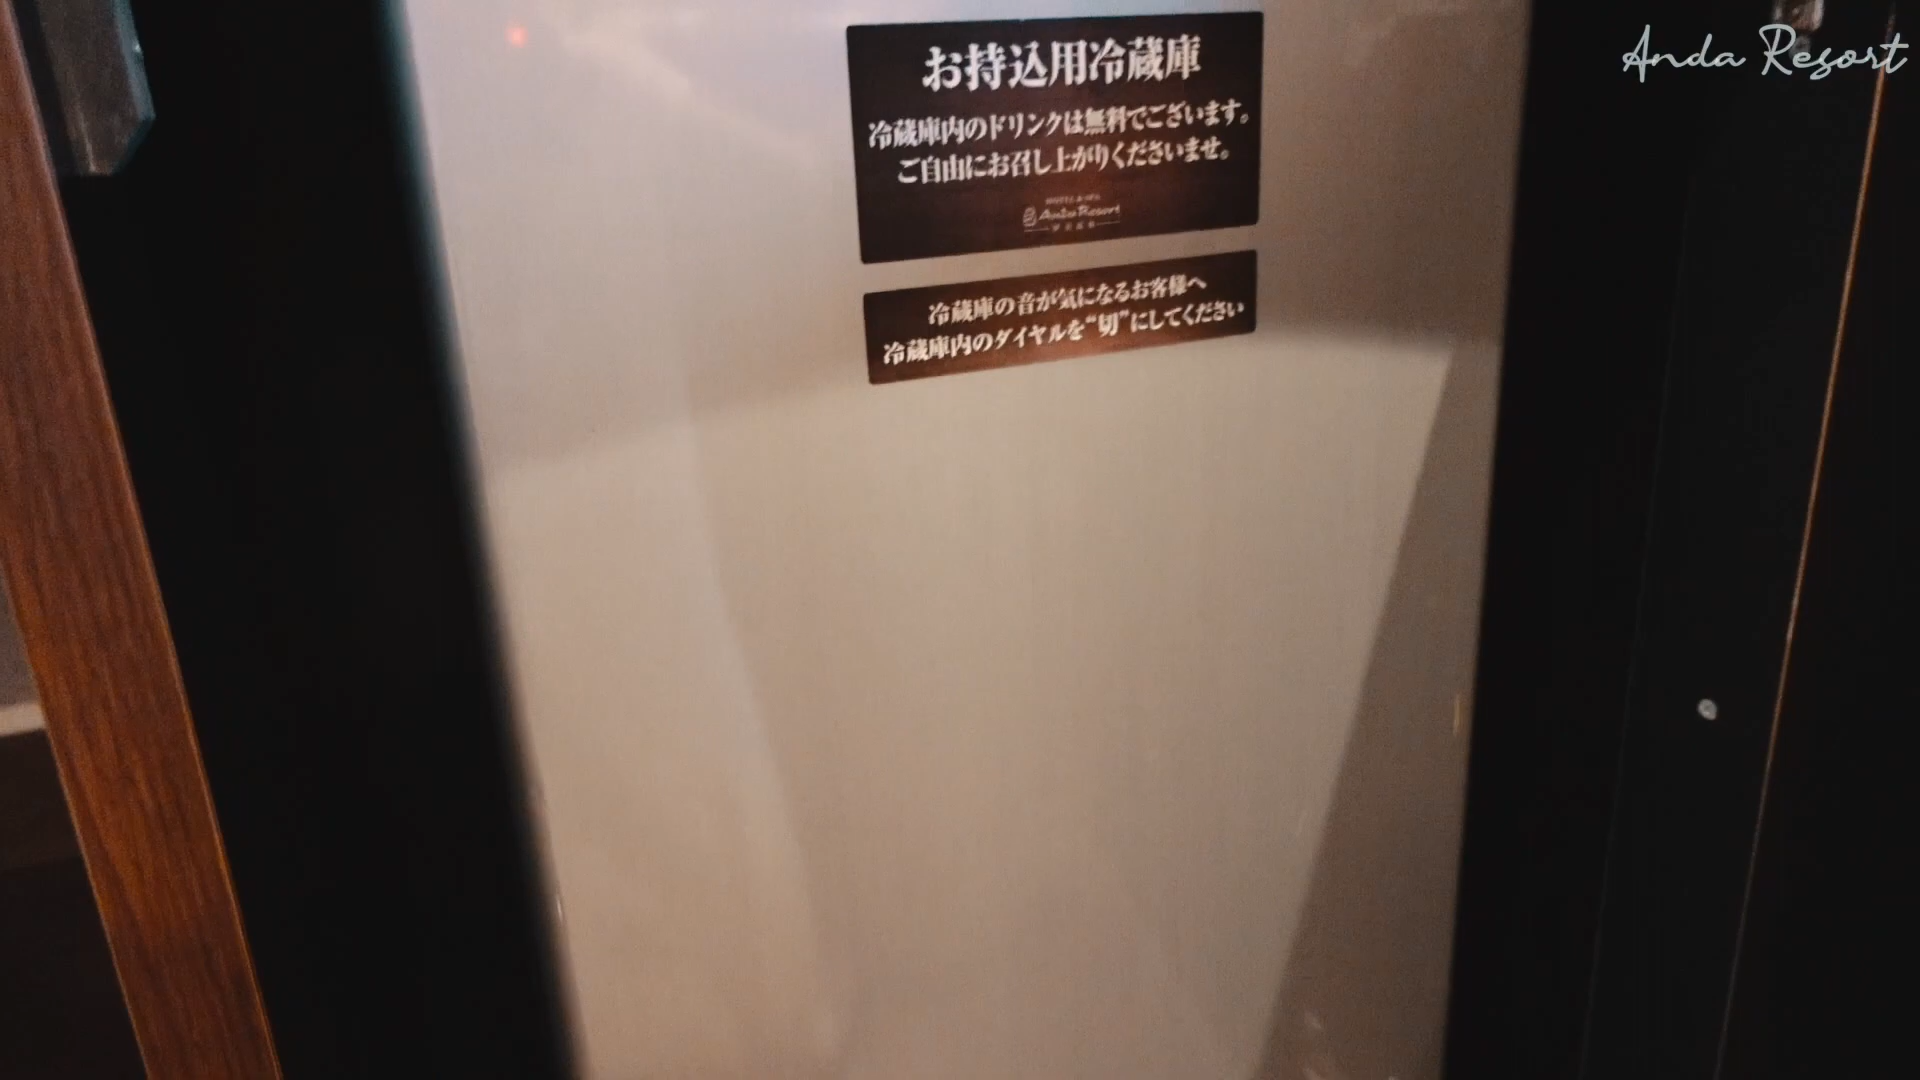 Anda Resort
お持込用冷蔵庫
冷蔵庫内のドリンクは無料でございます。
ご自由にお召し上がりくださいませ。
Anda Resort
冷蔵庫の音が気になるお客様へ
冷蔵庫内のダイヤルを“切”にしてください